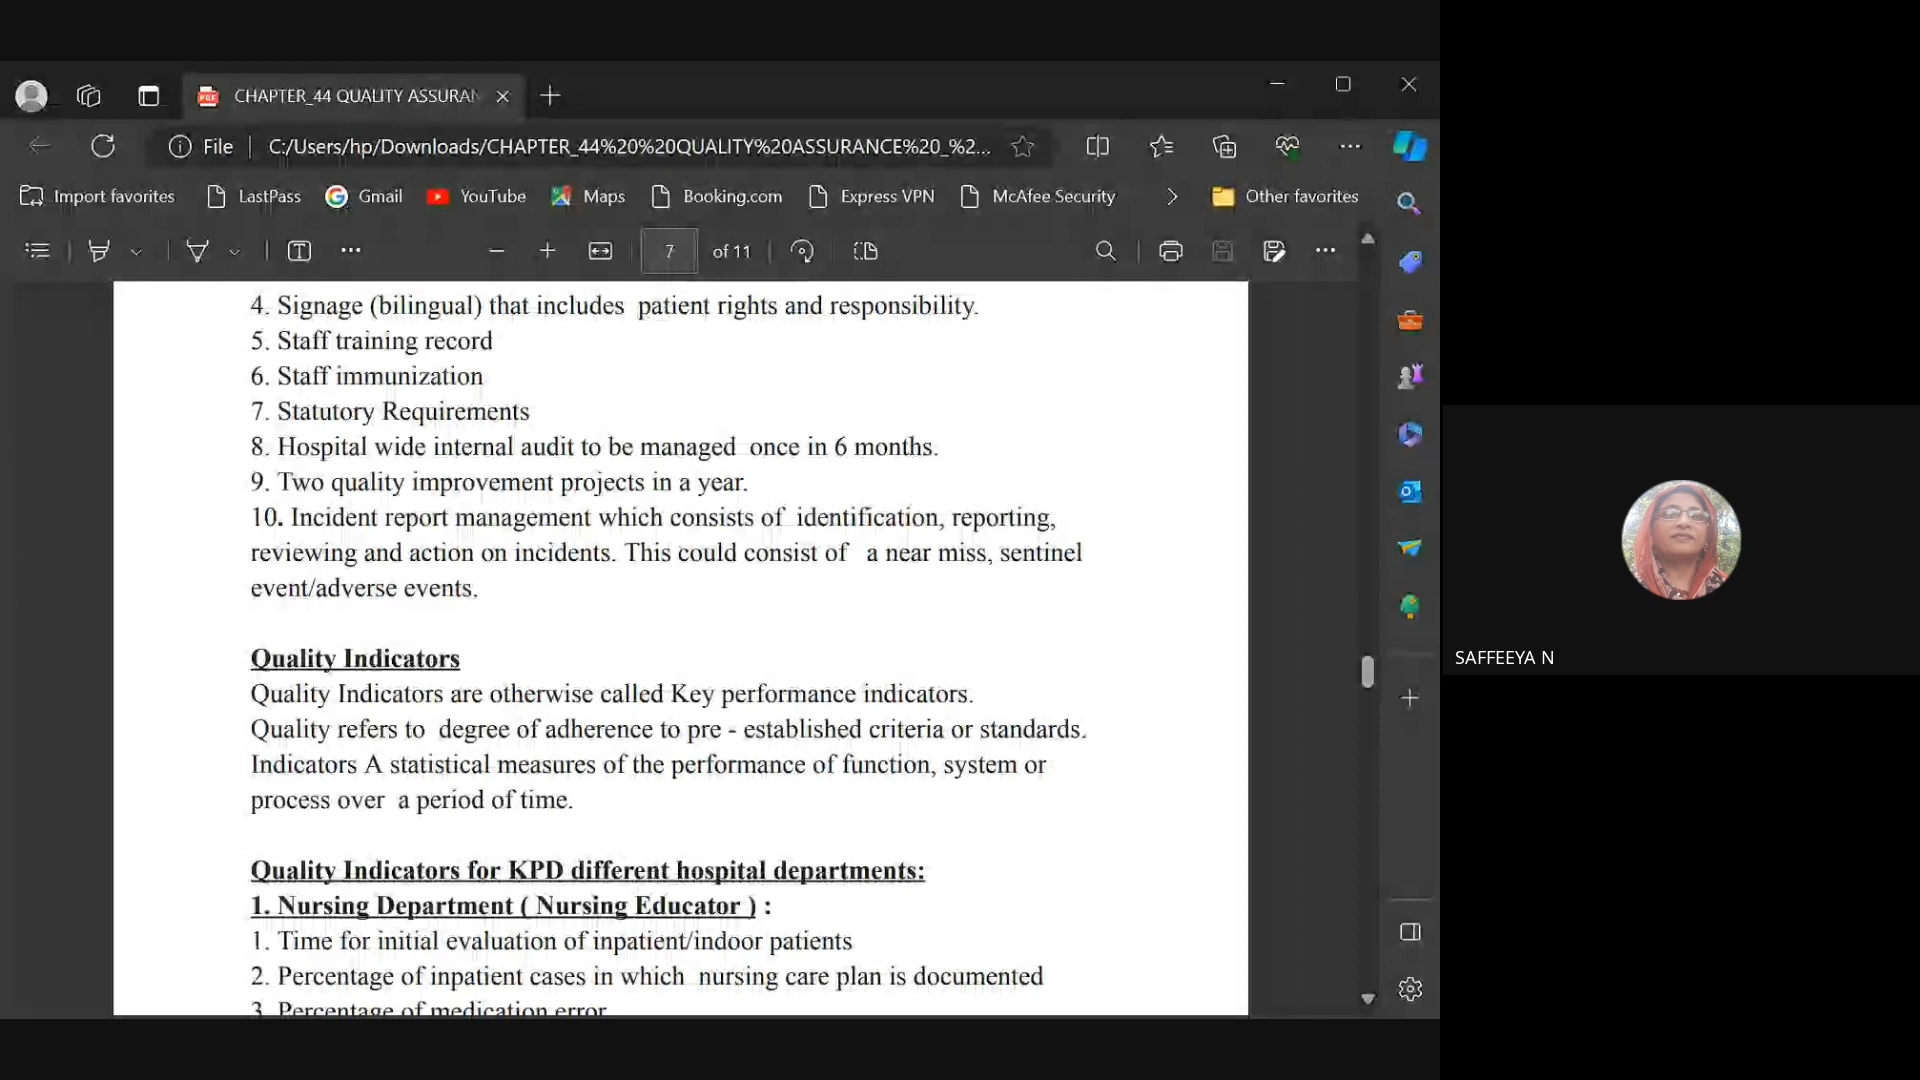 CHAPTER_44 QUALITY ASSURAN
File
C:/Users/hp/Downloads/CHAPTER_44%20%20QUALITY%20ASSURANCE%20_%2...
Import favorites
LastPass
Gmail
YouTube
Maps
Booking.com
Express VPN
McAfee Security
Other favorites
7 of 11
4. Signage (bilingual) that includes patient rights and responsibility.
5. Staff training record
6. Staff immunization
7. Statutory Requirements
8. Hospital wide internal audit to be managed once in 6 months.
9. Two quality improvement projects in a year.
10. Incident report management which consists of identification, reporting,
reviewing and action on incidents. This could consist of a near miss, sentinel
event/adverse events.
Quality Indicators
Quality Indicators are otherwise called Key performance indicators.
Quality refers to degree of adherence to pre - established criteria or standards.
Indicators A statistical measures of the performance of function, system or
process over a period of time.
Quality Indicators for KPD different hospital departments:
1. Nursing Department ( Nursing Educator ) :
1. Time for initial evaluation of inpatient/indoor patients
2. Percentage of inpatient cases in which nursing care plan is documented
3. Percentage of medication error
SAFFEEYA N